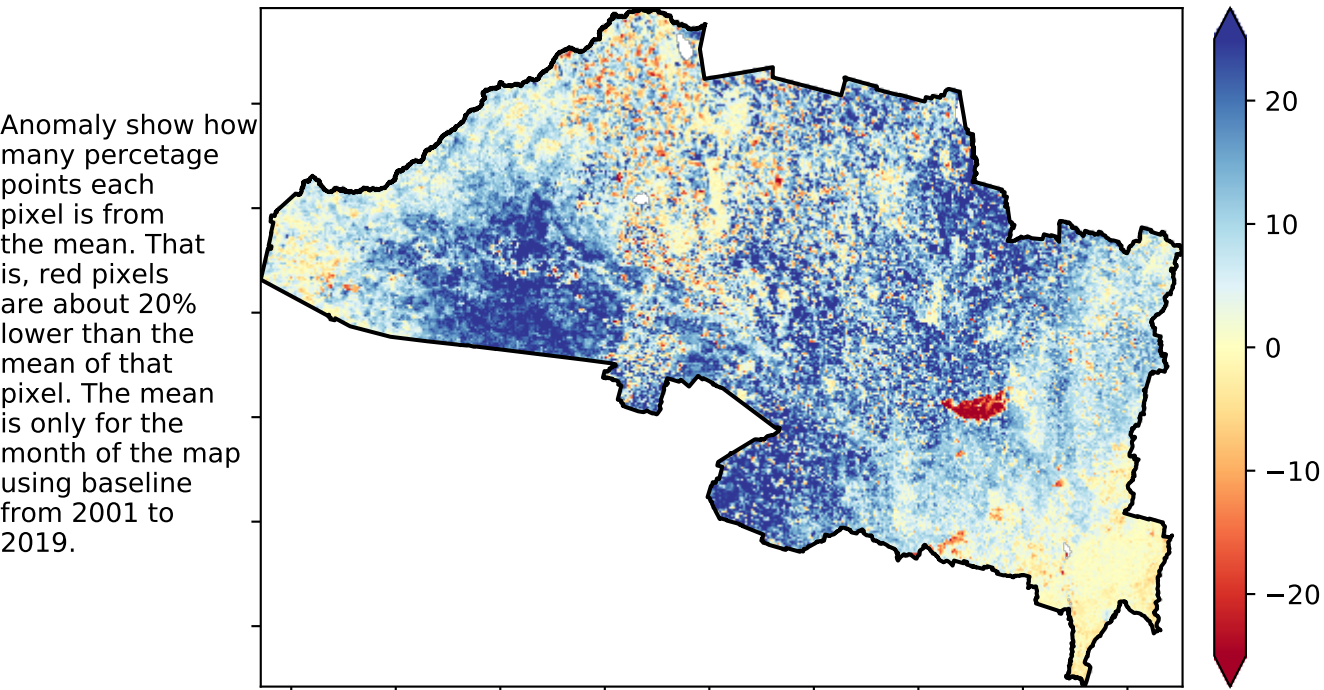 Anomaly show how
many percetage
points each
pixel is from
the mean. That
is, red pixels
are about 20%
lower than the
mean of that
pixel. The mean
is only for the
month of the map
using baseline
from 2001 to
2019.
20
10
0
−10
−20